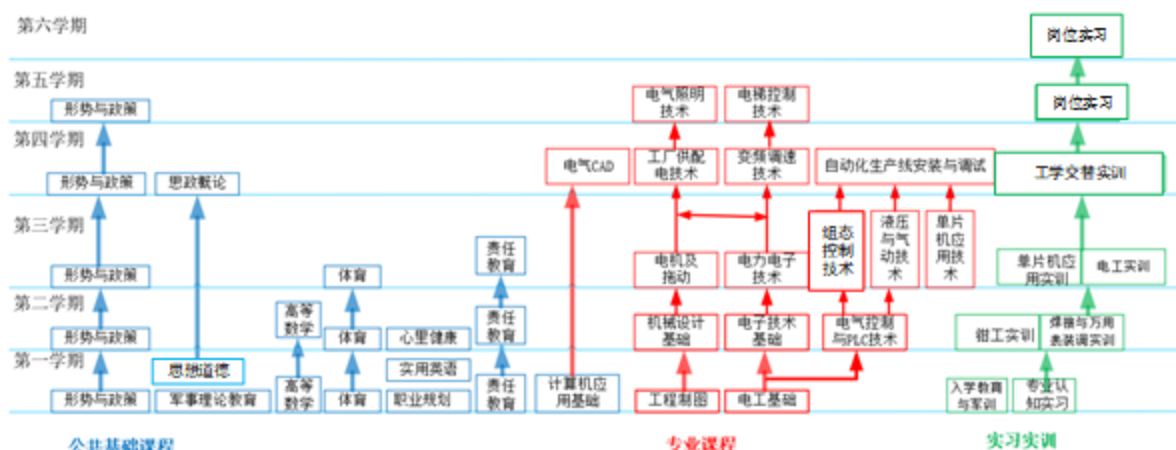 第六学期
岗位实习
第五学期
形势与政策
电气照明
技术
电梯控制
技术
岗位实习
第四学期
形势与政策
思政概论
电气CAD
工厂供配
电技术
变频调速
技术
自动化生产线安装与调试
工学交替实训
第三学期
形势与政策
体育
责任
教育
电机及
拖动
电力电子
技术
组态
控制
技术
液压
与气
动技
术
单片
机应
用技
术
单片机应
用实训
电工实训
第二学期
形势与政策
高等
数学
体育
心里健康
责任
教育
机械设计
基础
电子技术
基础
电气控制
与PLC技术
钳工实训
焊接与万用
表装调实训
第一学期
思想道德
实用英语
形势与政策
军事理论教育
高等
数学
体育
职业规划
责任
教育
计算机应
用基础
工程制图
电工基础
入学教育
与军训
专业认
知实习
公共基础课程
专业课程
实习实训